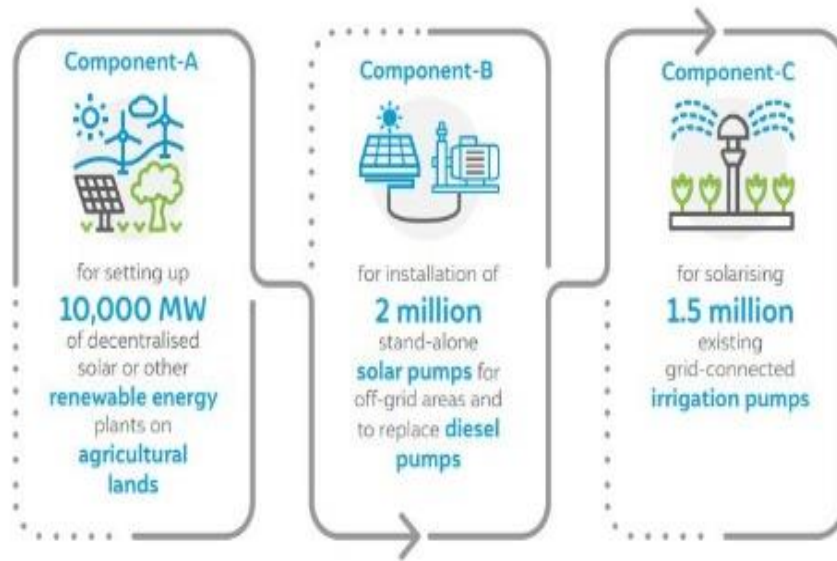 Component-A
for setting up
10,000 MW
of decentralised
solar or other
renewable energy
plants on
agricultural
lands
Component-B
for installation of
2 million
stand-alone
solar pumps for
off-grid areas and
to replace diesel
pumps
Component-C
for solarising
1.5 million
existing
grid-connected
irrigation pumps